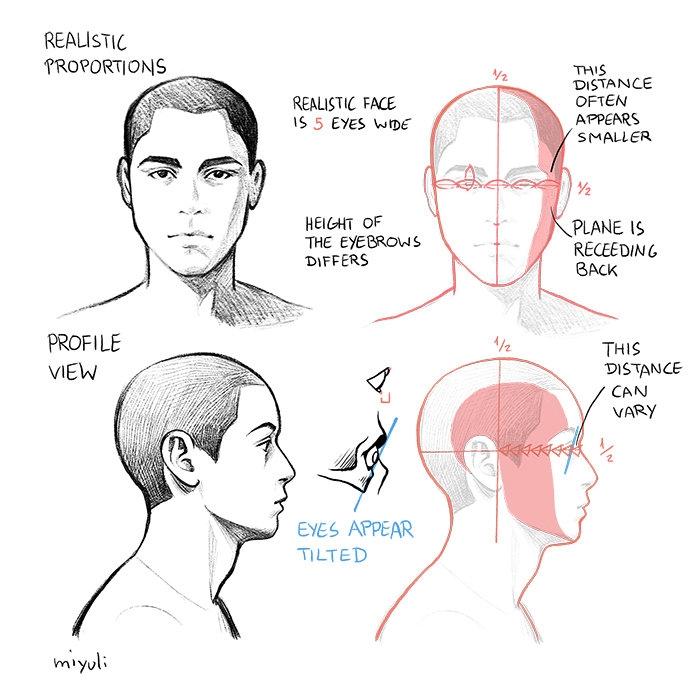 REALISTIC
PROPORTIONS
REALISTIC FACE
IS 5 EYES WIDE
1/2
THIS
DISTANCE
OFTEN
APPEARS
SMALLER
1/2
HEIGHT OF
THE EYEBROWS
DIFFERS
PLANE IS
RECEEDING
BACK
PROFILE
VIEW
1/2
THIS
DISTANCE
CAN
VARY
1/2
EYES APPEAR
TILTED
miyuli